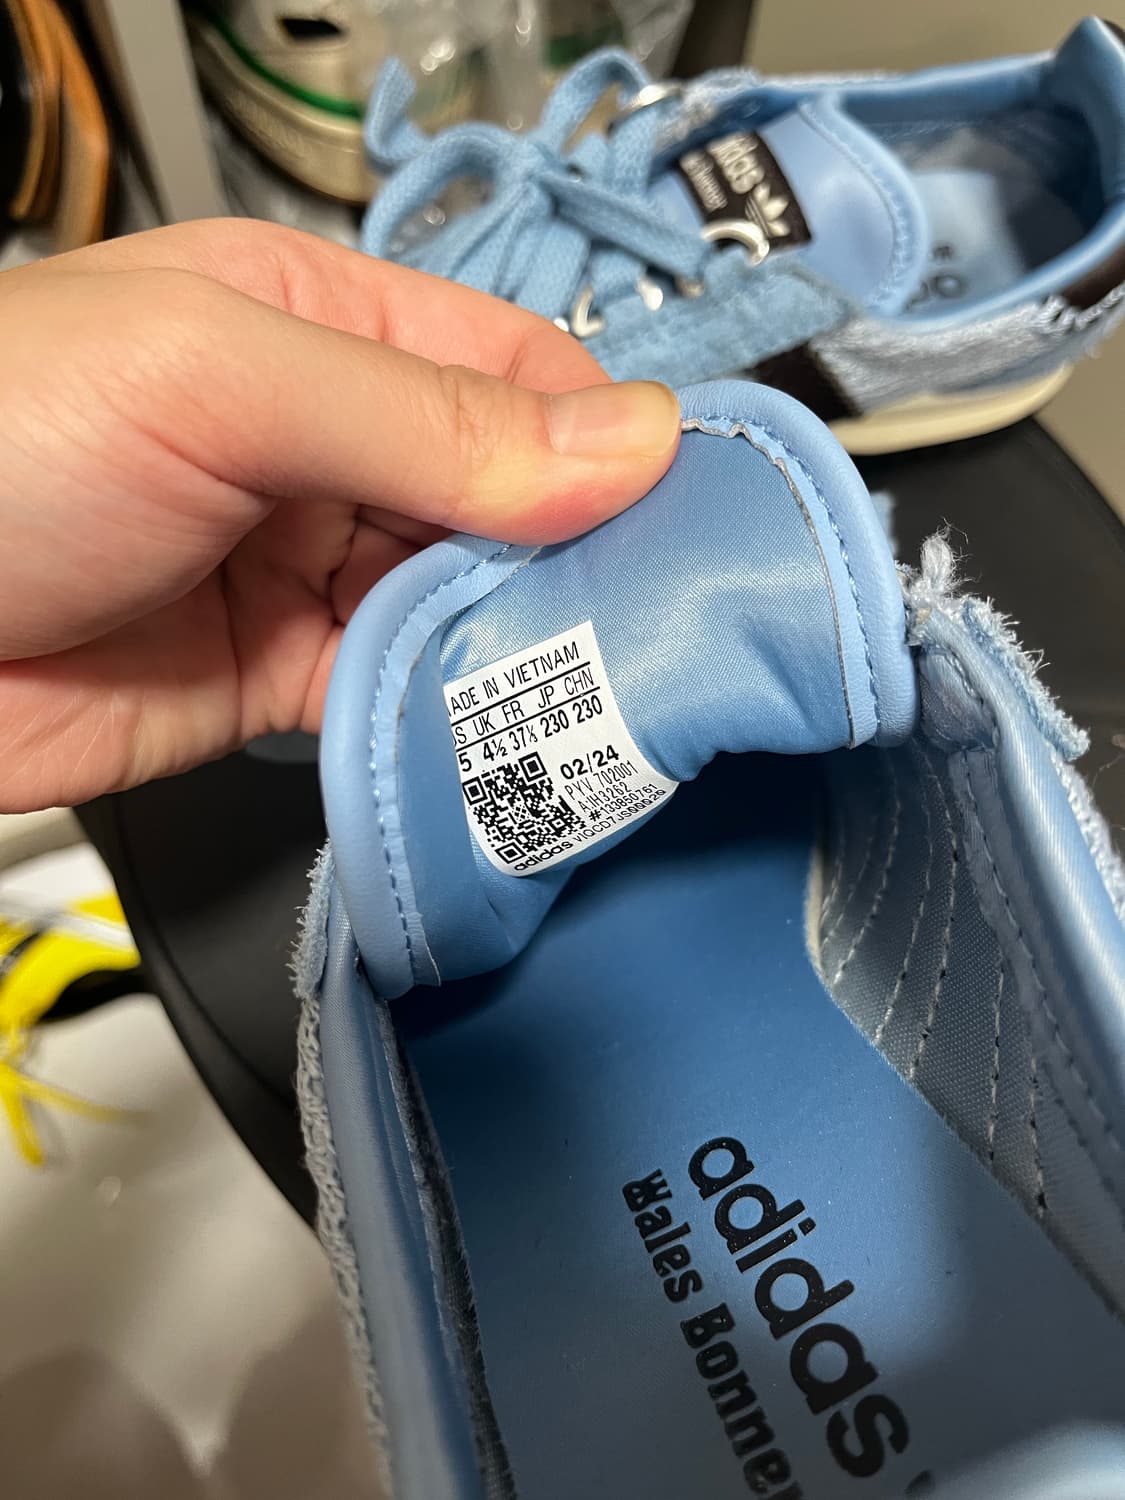 adidas
ADE IN VIETNAM
S UK FR JP CHN
5 4½ 37⅓ 230 230
02/24
PYV 702001
#133850761
adidas
adidas
Wales Bonner